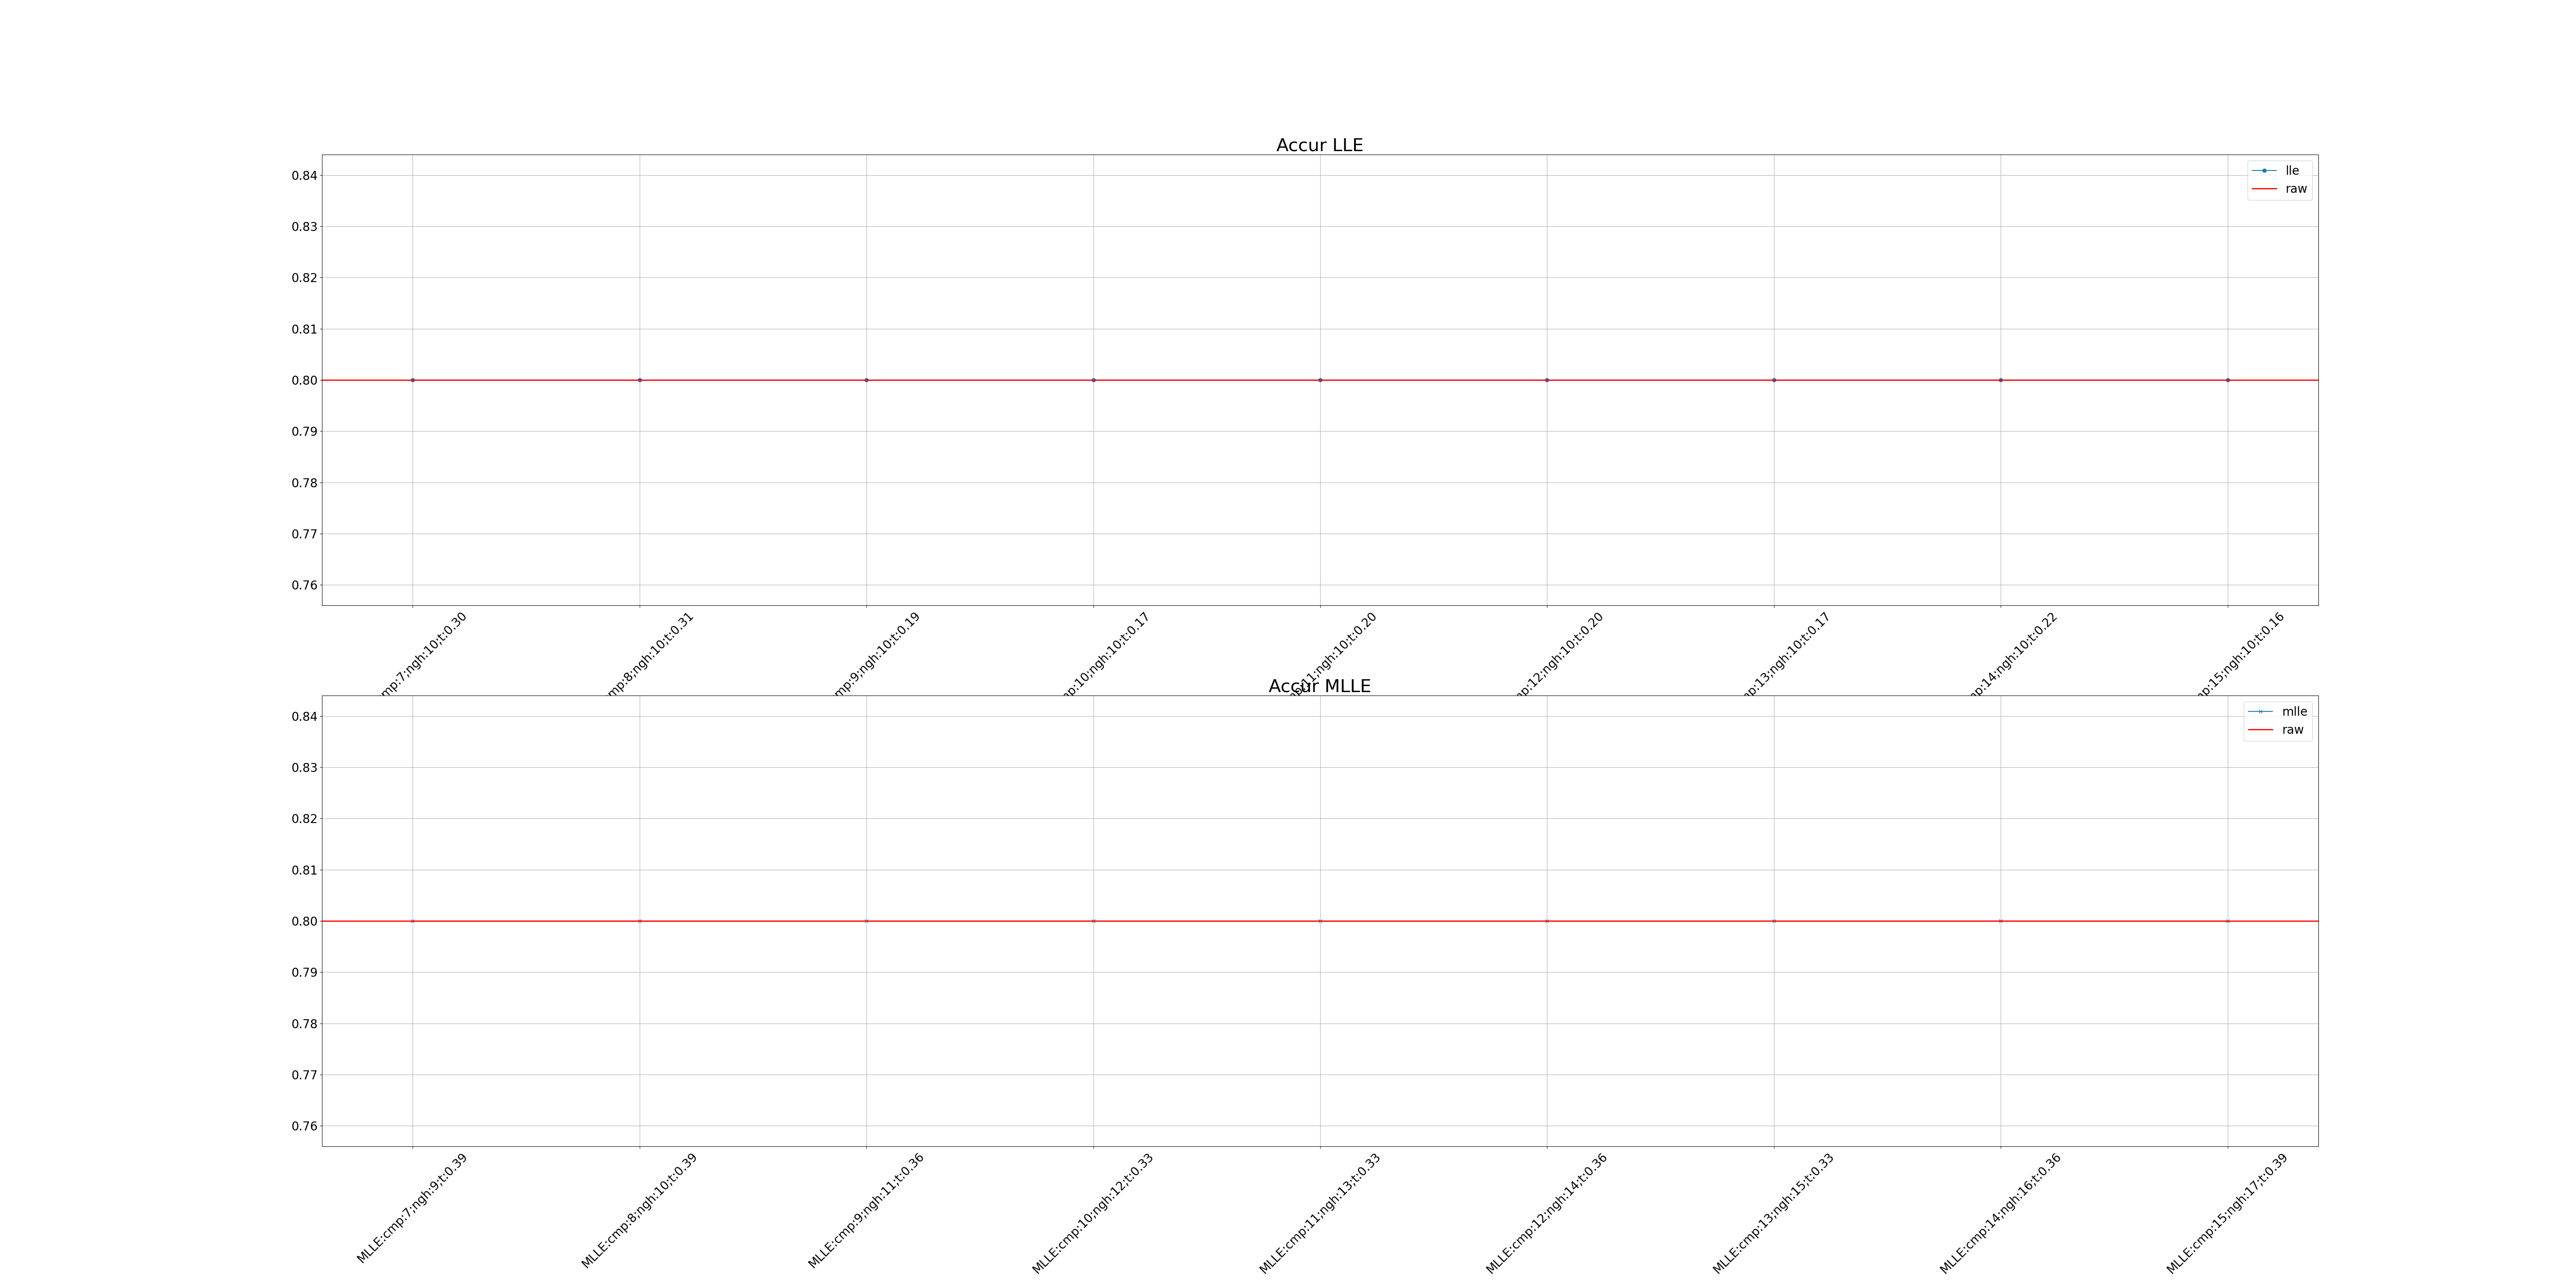 Accur LLE
lle
raw
0.84
0.83
0.82
0.81
0.80
0.79
0.78
0.77
0.76
mp:7;ngh:10;t:0.30
mp:8;ngh:10;t:0.31
mp:9;ngh:10;t:0.19
p:10;ngh:10;t:0.17
p:11;ngh:10;t:0.20
p:12;ngh:10;t:0.20
p:13;ngh:10;t:0.17
p:14;ngh:10;t:0.22
p:15;ngh:10;t:0.16
Accur MLLE
mlle
raw
0.84
0.83
0.82
0.81
0.80
0.79
0.78
0.77
0.76
MLLE:cmp:7;ngh:9;t:0.39
MLLE:cmp:8;ngh:10;t:0.39
MLLE:cmp:9;ngh:11;t:0.36
MLLE:cmp:10;ngh:12;t:0.33
MLLE:cmp:11;ngh:13;t:0.33
MLLE:cmp:12;ngh:14;t:0.36
MLLE:cmp:13;ngh:15;t:0.33
MLLE:cmp:14;ngh:16;t:0.36
MLLE:cmp:15;ngh:17;t:0.39